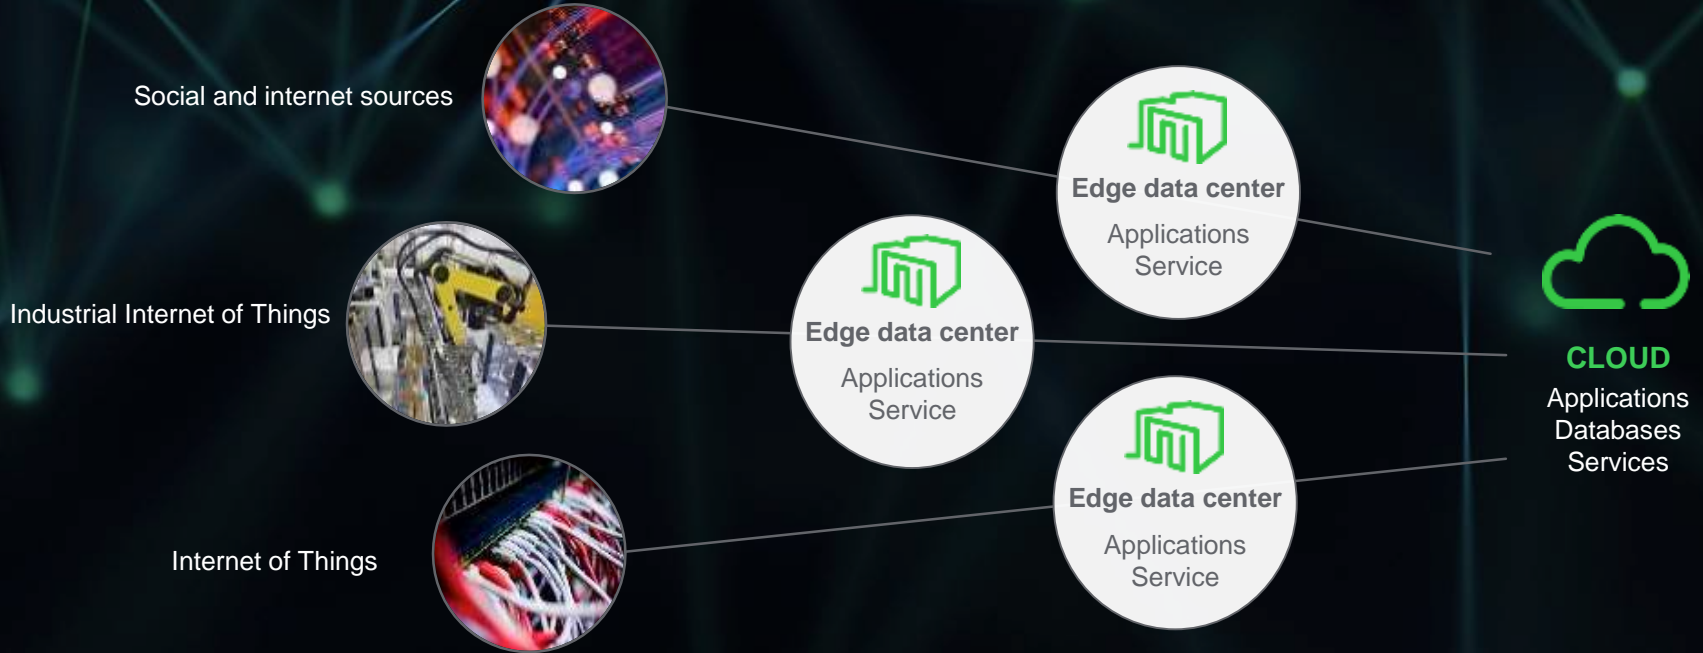 Social and internet sources
Edge data center
Applications
Service
Industrial Internet of Things
Edge data center
Applications
Service
CLOUD
Applications
Databases
Services
Internet of Things
Edge data center
Applications
Service